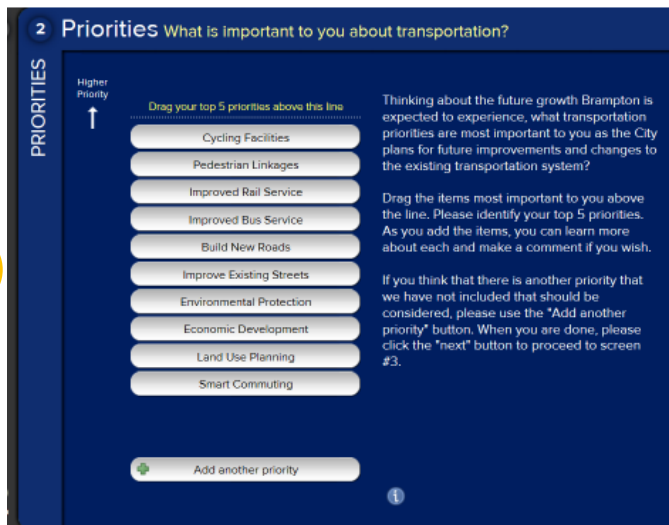 2 Priorities What is important to you about transportation?
PRIORITIES
Higher
Priority
Drag your top 5 priorities above this line
Cycling Facilities
Pedestrian Linkages
Improved Rail Service
Improved Bus Service
Build New Roads
Improve Existing Streets
Environmental Protection
Economic Development
Land Use Planning
Smart Commuting
Add another priority
Thinking about the future growth Brampton is
expected to experience, what transportation
priorities are most important to you as the City
plans for future improvements and changes to
the existing transportation system?
Drag the items most important to you above
the line. Please identify your top 5 priorities.
As you add the items, you can learn more
about each and make a comment if you wish.
If you think that there is another priority that
we have not included that should be
considered, please use the "Add another
priority" button. When you are done, please
click the "next" button to proceed to screen
#3.
i